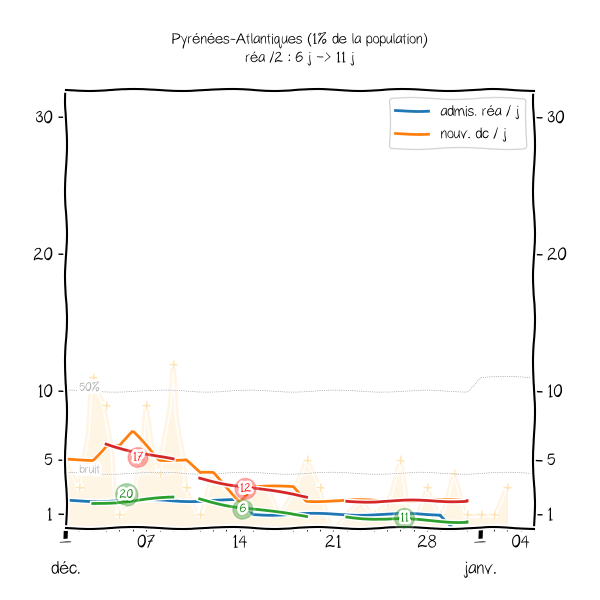 Pyrénées-Atlantiques (1% de la population)
réa /2 : 6 j -> 11 j
admis. réa / j
nouv. dc / j
30 30
20 20
50%
10 10
17
5 5
bruit
20
12
6
11
1 1
07 14 21 28 04
déc. janv.